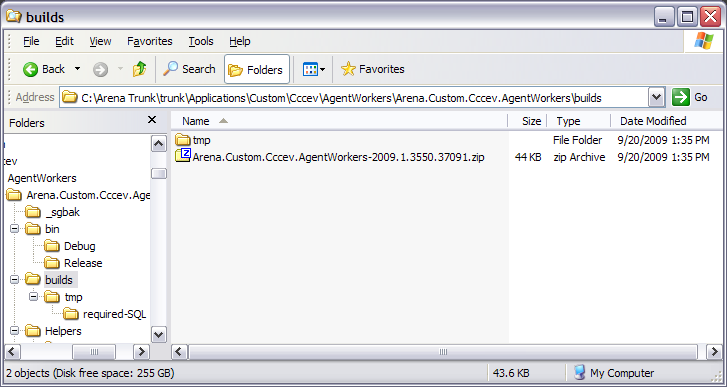 builds
File Edit View Favorites Tools Help
Back Search Folders Favorites
Address C:\Arena Trunk\trunk\Applications\Custom\Cccev\AgentWorkers\Arena.Custom.Cccev.AgentWorkers\builds Go
Folders Name Size Type Date Modified
tmp File Folder 9/20/2009 1:35 PM
Arena.Custom.Cccev.AgentWorkers-2009.1.3550.37091.zip 44 KB zip Archive 9/20/2009 1:35 PM
ccev
AgentWorkers
Arena.Custom.Cccev.Age
_sgbak
bin
Debug
Release
builds
tmp
required-SQL
Helpers
2 objects (Disk free space: 255 GB) 43.6 KB My Computer